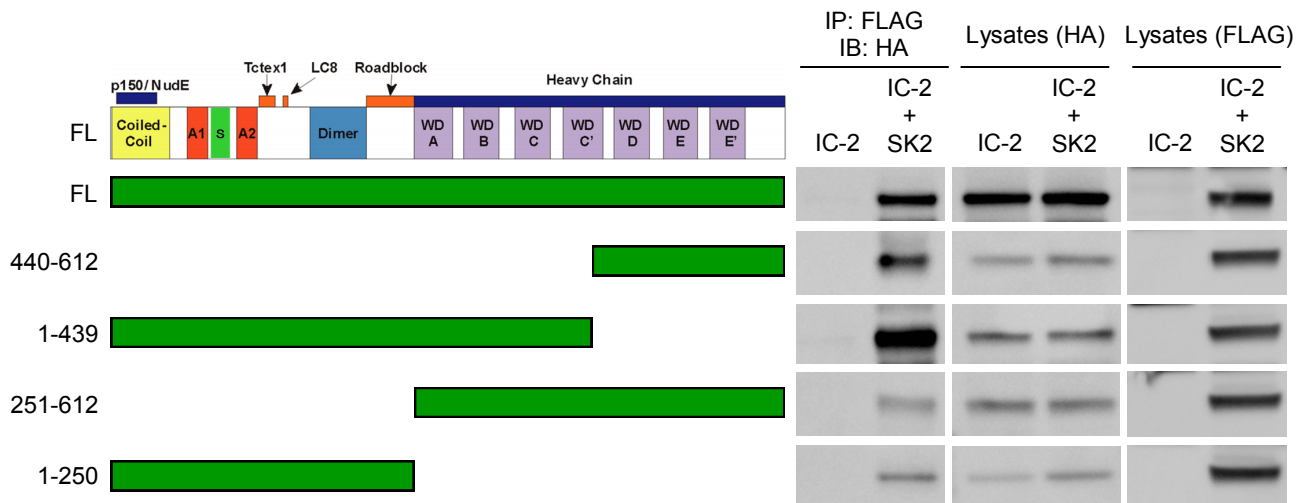 IP: FLAG
IB: HA
Lysates (HA)
Lysates (FLAG)
Tctex1
LC8
Roadblock
Heavy Chain
p150/NudE
IC-2
IC-2
+
SK2
IC-2
IC-2
+
SK2
IC-2
IC-2
+
SK2
FL
Coiled-
Coil
A1
S
A2
Dimer
WD
A
WD
B
WD
C
WD
C'
WD
D
WD
E
WD
E'
FL
440-612
1-439
251-612
1-250